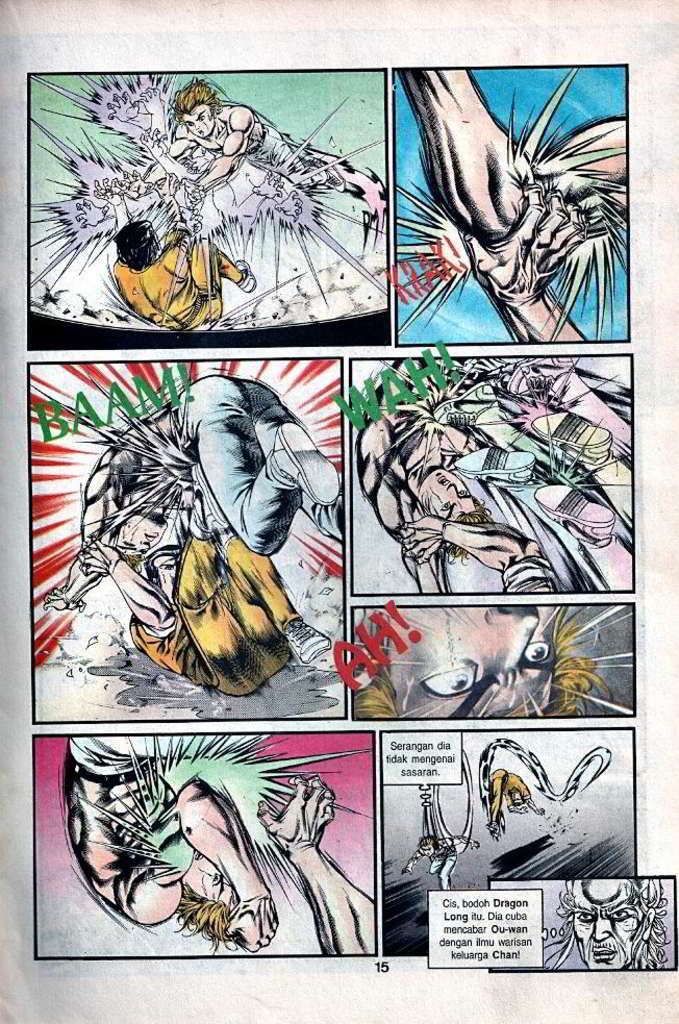 KRAK!
BAAM!
WAH!
AH!
Serangan dia
tidak mengenai
sasaran.
Cis, bodoh Dragon
Long itu. Dia cuba
mencabar Ou-wan
dengan ilmu warisan
keluarga Chan!
15